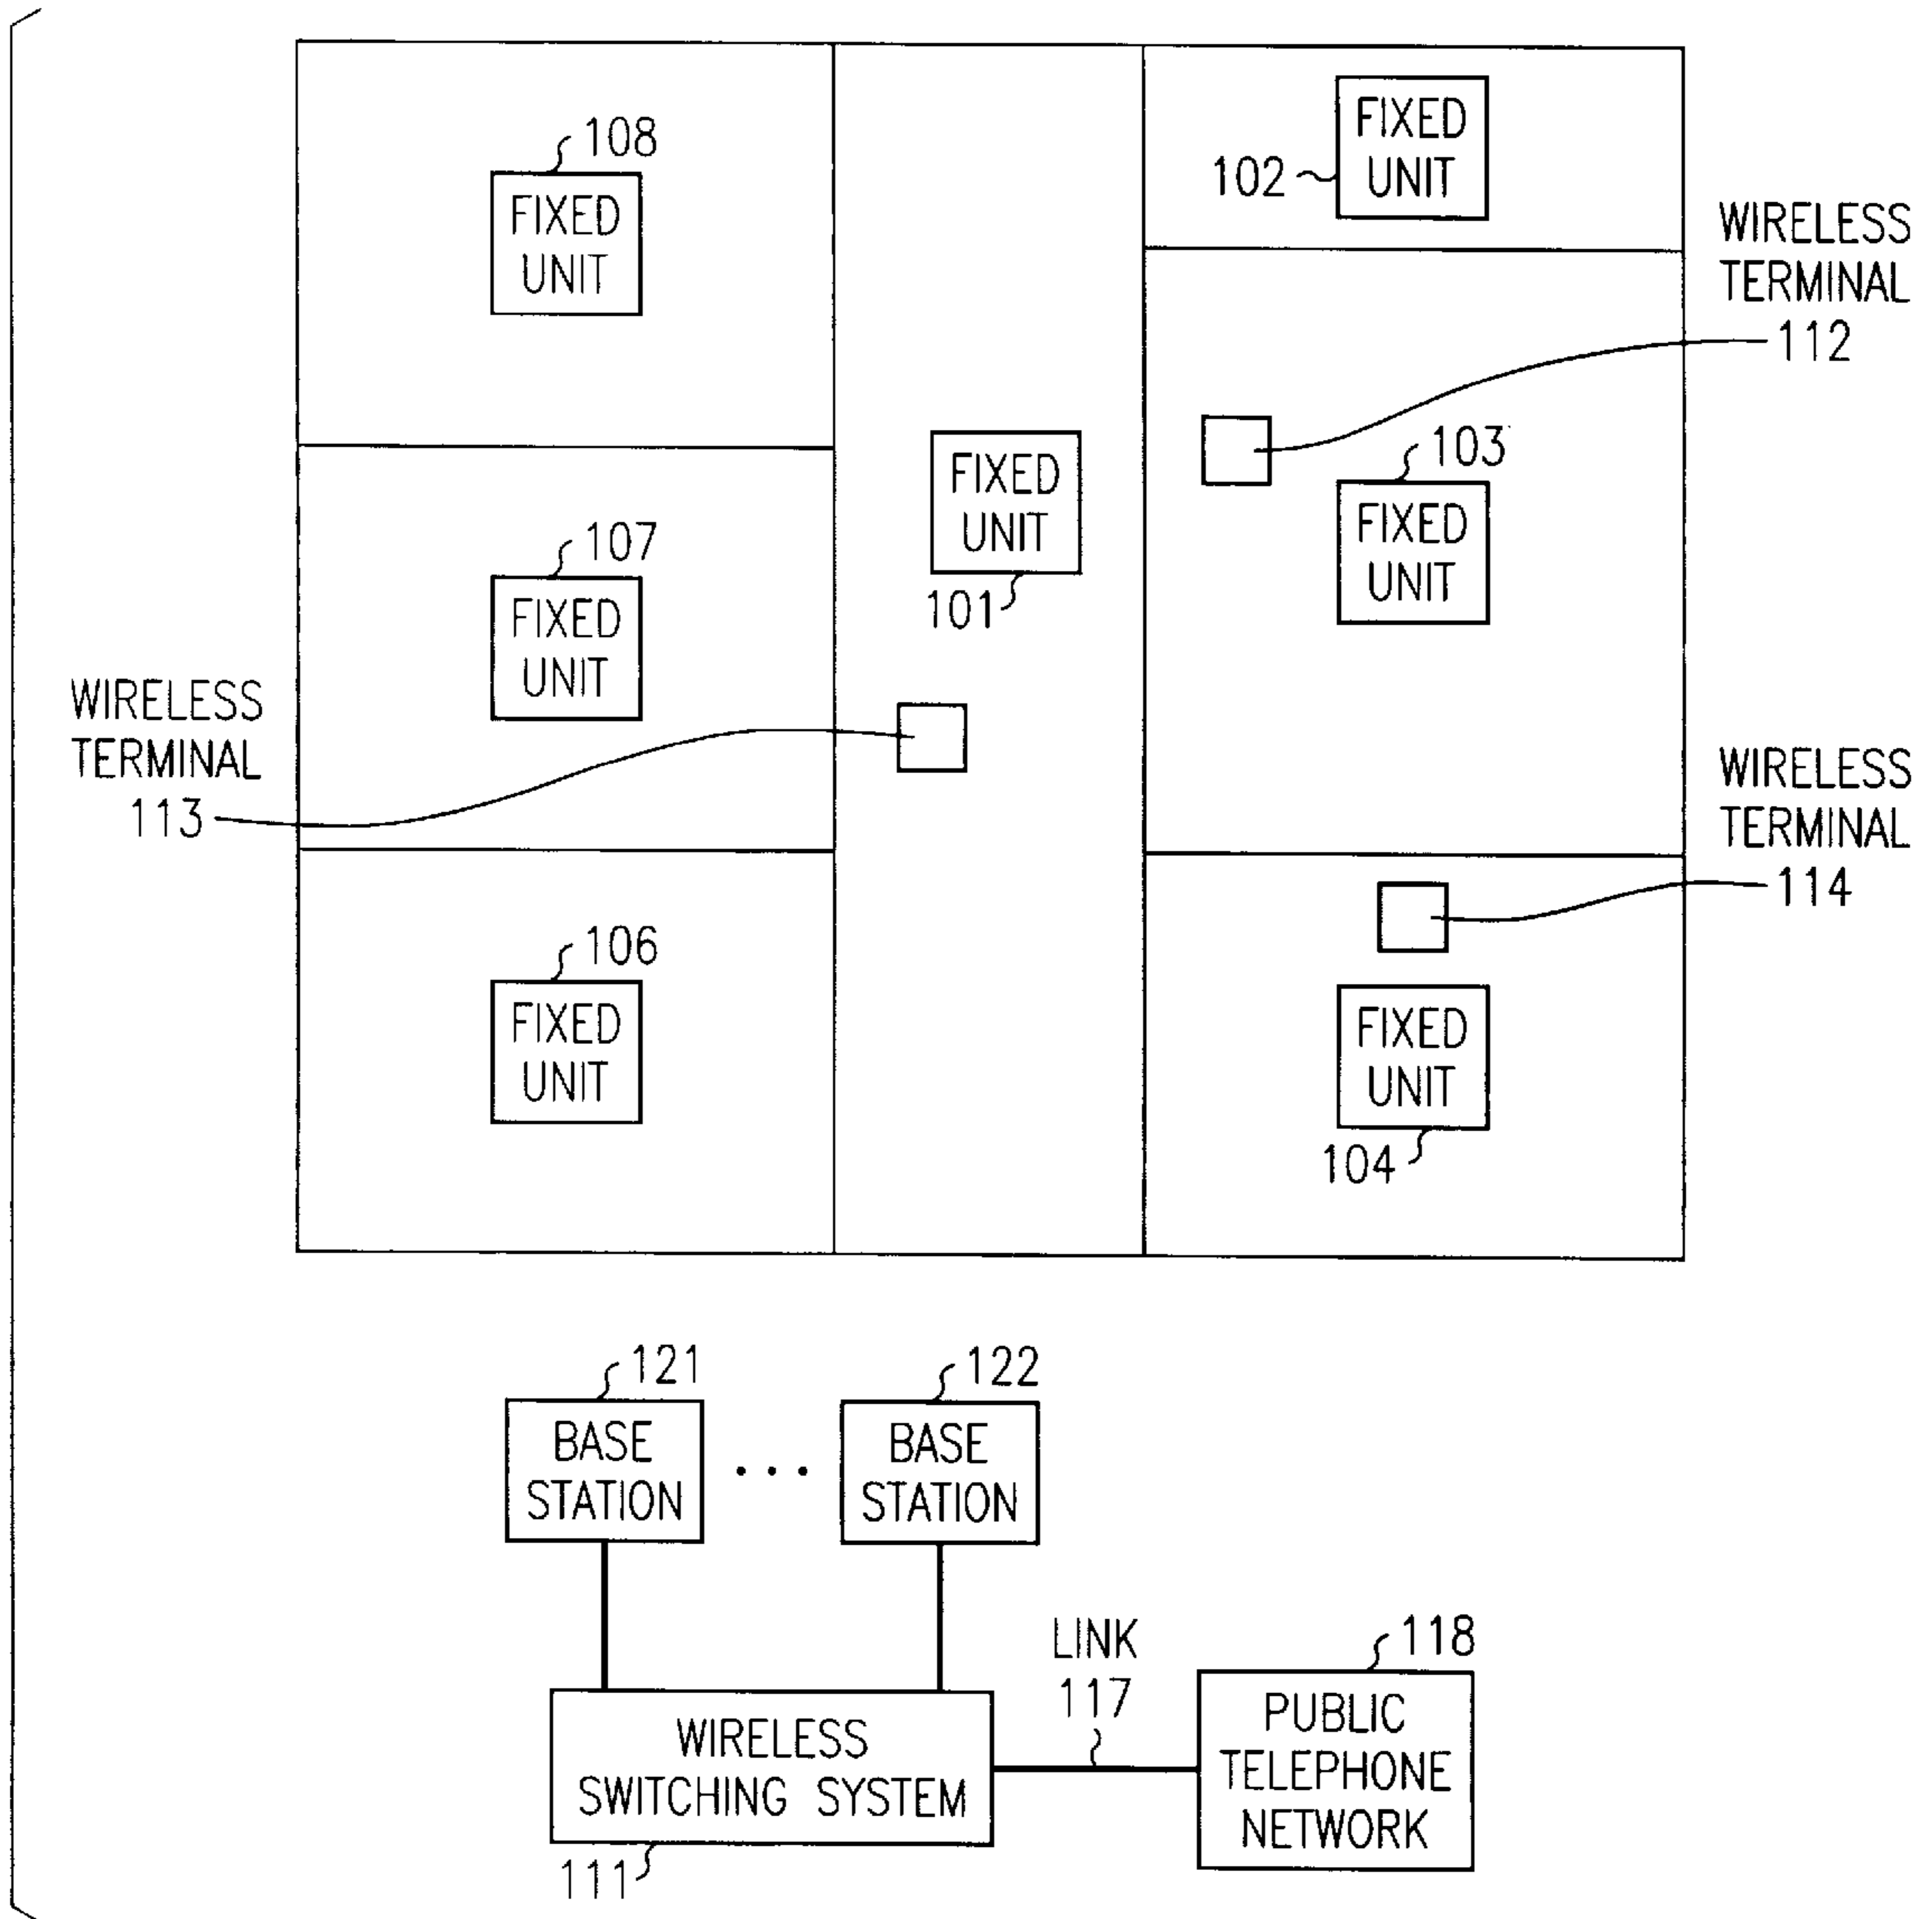 108
FIXED
UNIT
FIXED
UNIT
102
WIRELESS
TERMINAL
112
103
FIXED
UNIT
FIXED
UNIT
101
107
FIXED
UNIT
WIRELESS
TERMINAL
113
WIRELESS
TERMINAL
114
106
FIXED
UNIT
FIXED
UNIT
104
121
BASE
STATION
...
122
BASE
STATION
LINK
117
118
PUBLIC
TELEPHONE
NETWORK
WIRELESS
SWITCHING SYSTEM
111